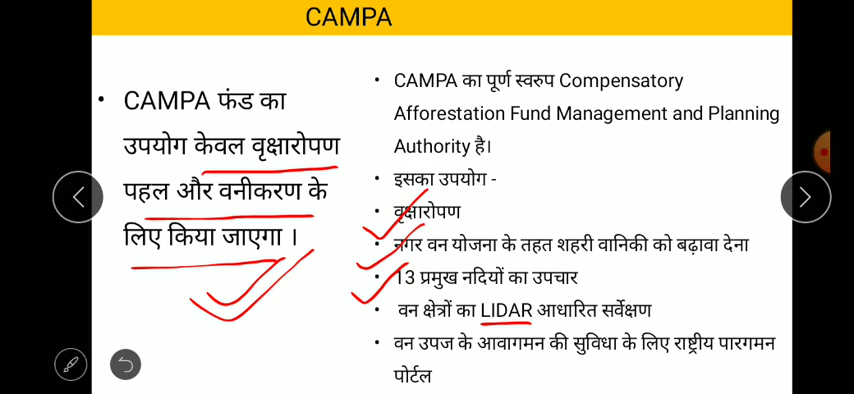 CAMPA
• CAMPA फंड का
उपयोग केवल वृक्षारोपण
पहल और वनीकरण के
लिए किया जाएगा ।
• CAMPA का पूर्ण स्वरुप Compensatory
Afforestation Fund Management and Planning
Authority है।
• इसका उपयोग -
• वृक्षारोपण
• नगर वन योजना के तहत शहरी वानिकी को बढ़ावा देना
• 13 प्रमुख नदियों का उपचार
• वन क्षेत्रों का LIDAR आधारित सर्वेक्षण
• वन उपज के आवागमन की सुविधा के लिए राष्ट्रीय पारगमन
पोर्टल